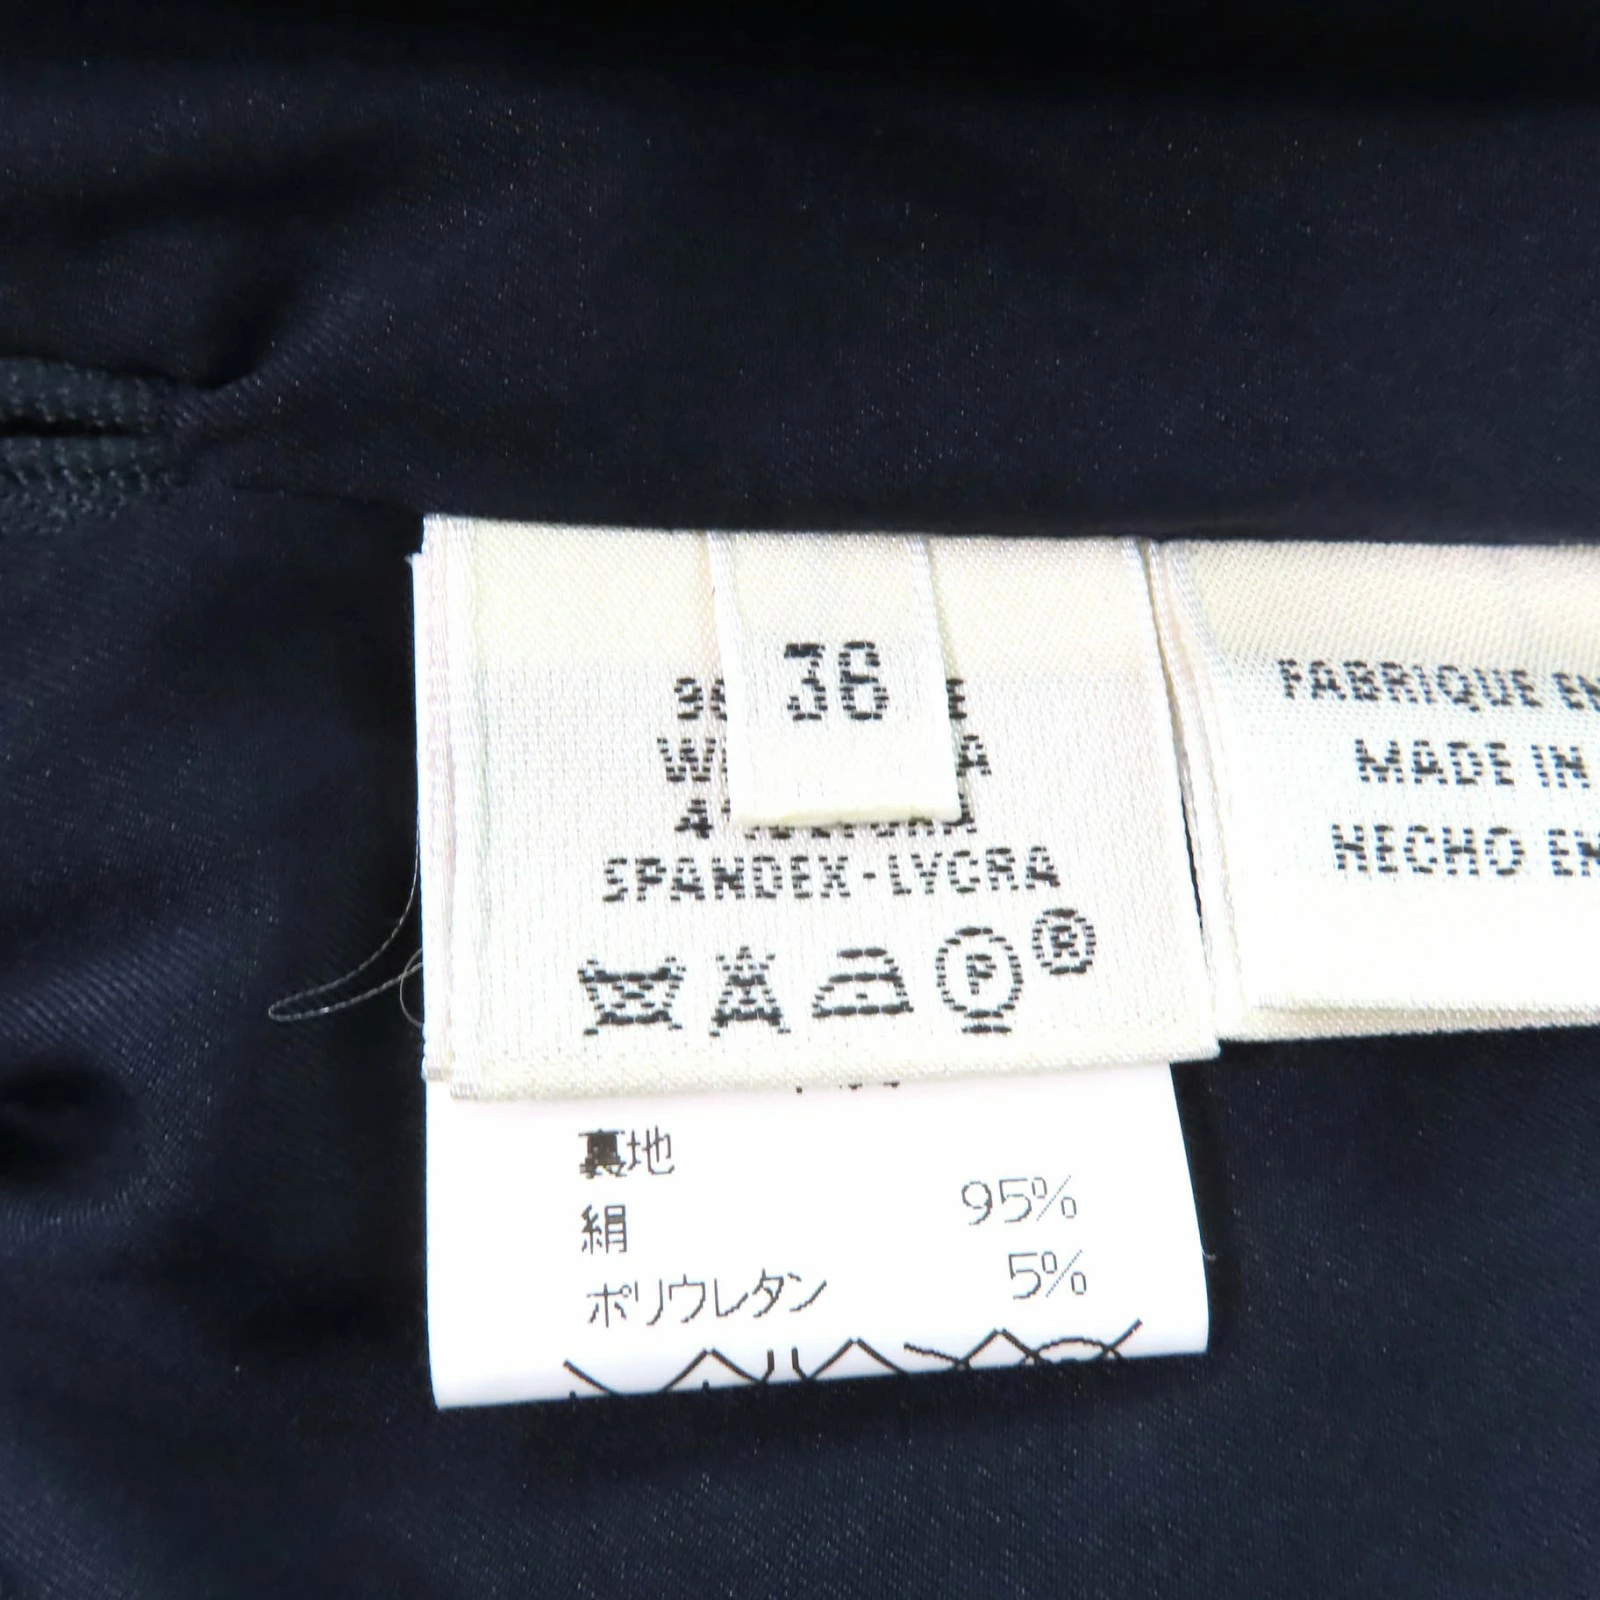 36
SPANDEX-LYCRA
P
®
FABRIQUE EN
MADE IN
HECHO EN
裏地
絹 95%
ポリウレタン 5%